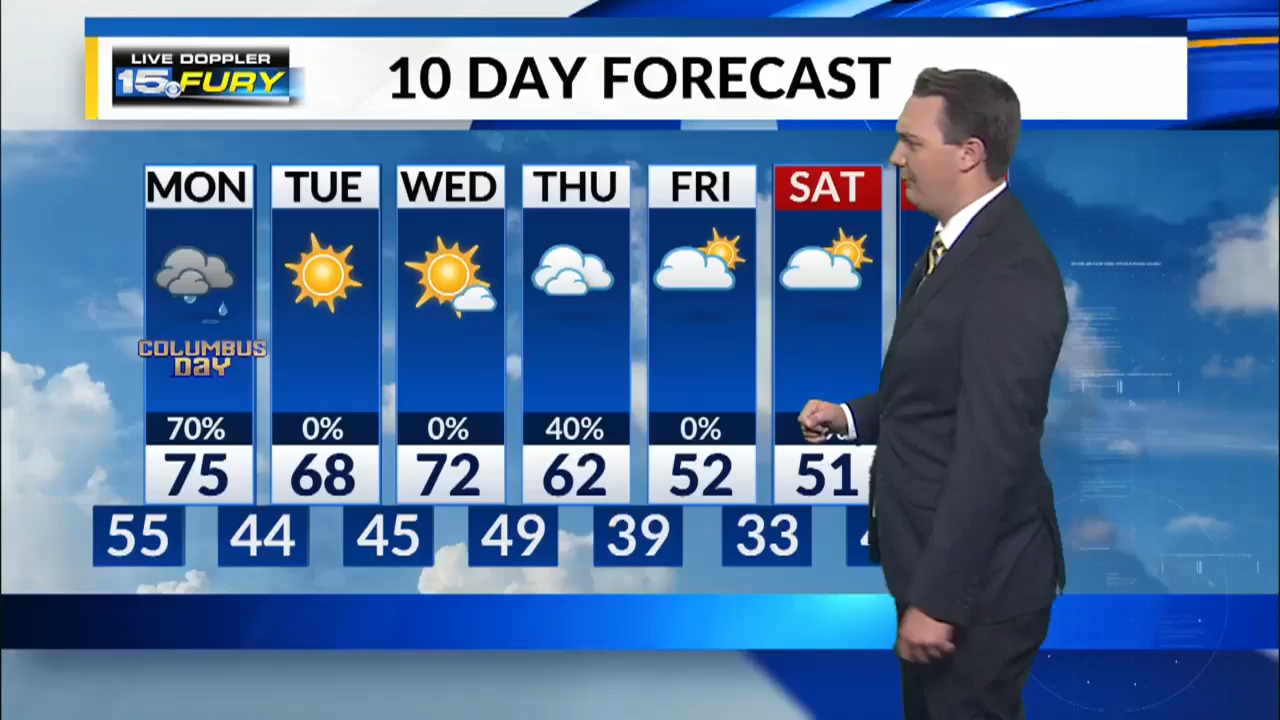 LIVE DOPPLER
15 FURY
10 DAY FORECAST
MON TUE WED THU FRI SAT
COLUMBUS
DAY
70% 0% 0% 40% 0%
75 68 72 62 52 51
55 44 45 49 39 33